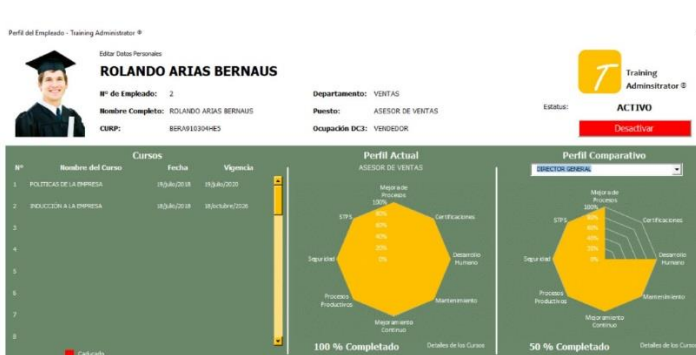 Perfil del Empleado - Training Administrator ®
Editar Datos Personales
ROLANDO ARIAS BERNAUS
N° de Empleado: 2
Nombre Completo: ROLANDO ARIAS BERNAUS
CURP: BERA910304HE5
Departamento: VENTAS
Puesto: ASESOR DE VENTAS
Ocupación DC3: VENDEDOR
T
Training
Adminsitrator ®
Estatus: ACTIVO
Desactivar
Cursos
N° Nombre del Curso Fecha Vigencia
1 POLITICAS DE LA EMPRESA 19/julio/2018 19/julio/2020
2 INDUCCIÓN A LA EMPRESA 18/julio/2018 18/octubre/2026
3
4
5
6
7
8
Caducado
Perfil Actual
ASESOR DE VENTAS
Mejora de
Procesos
Certificaciones
Desarrollo
Humano
Mantenimiento
Mejoramiento
Continuo
Procesos
Productivos
Seguridad
STPS
100%
80%
60%
40%
20%
0%
100 % Completado
Detalles de los Cursos
Perfil Comparativo
DIRECTOR GENERAL
Mejora de
Procesos
Certificaciones
Desarrollo
Humano
Mantenimiento
Mejoramiento
Continuo
Procesos
Productivos
Seguridad
STPS
100%
80%
60%
40%
20%
0%
50 % Completado
Detalles de los Cursos